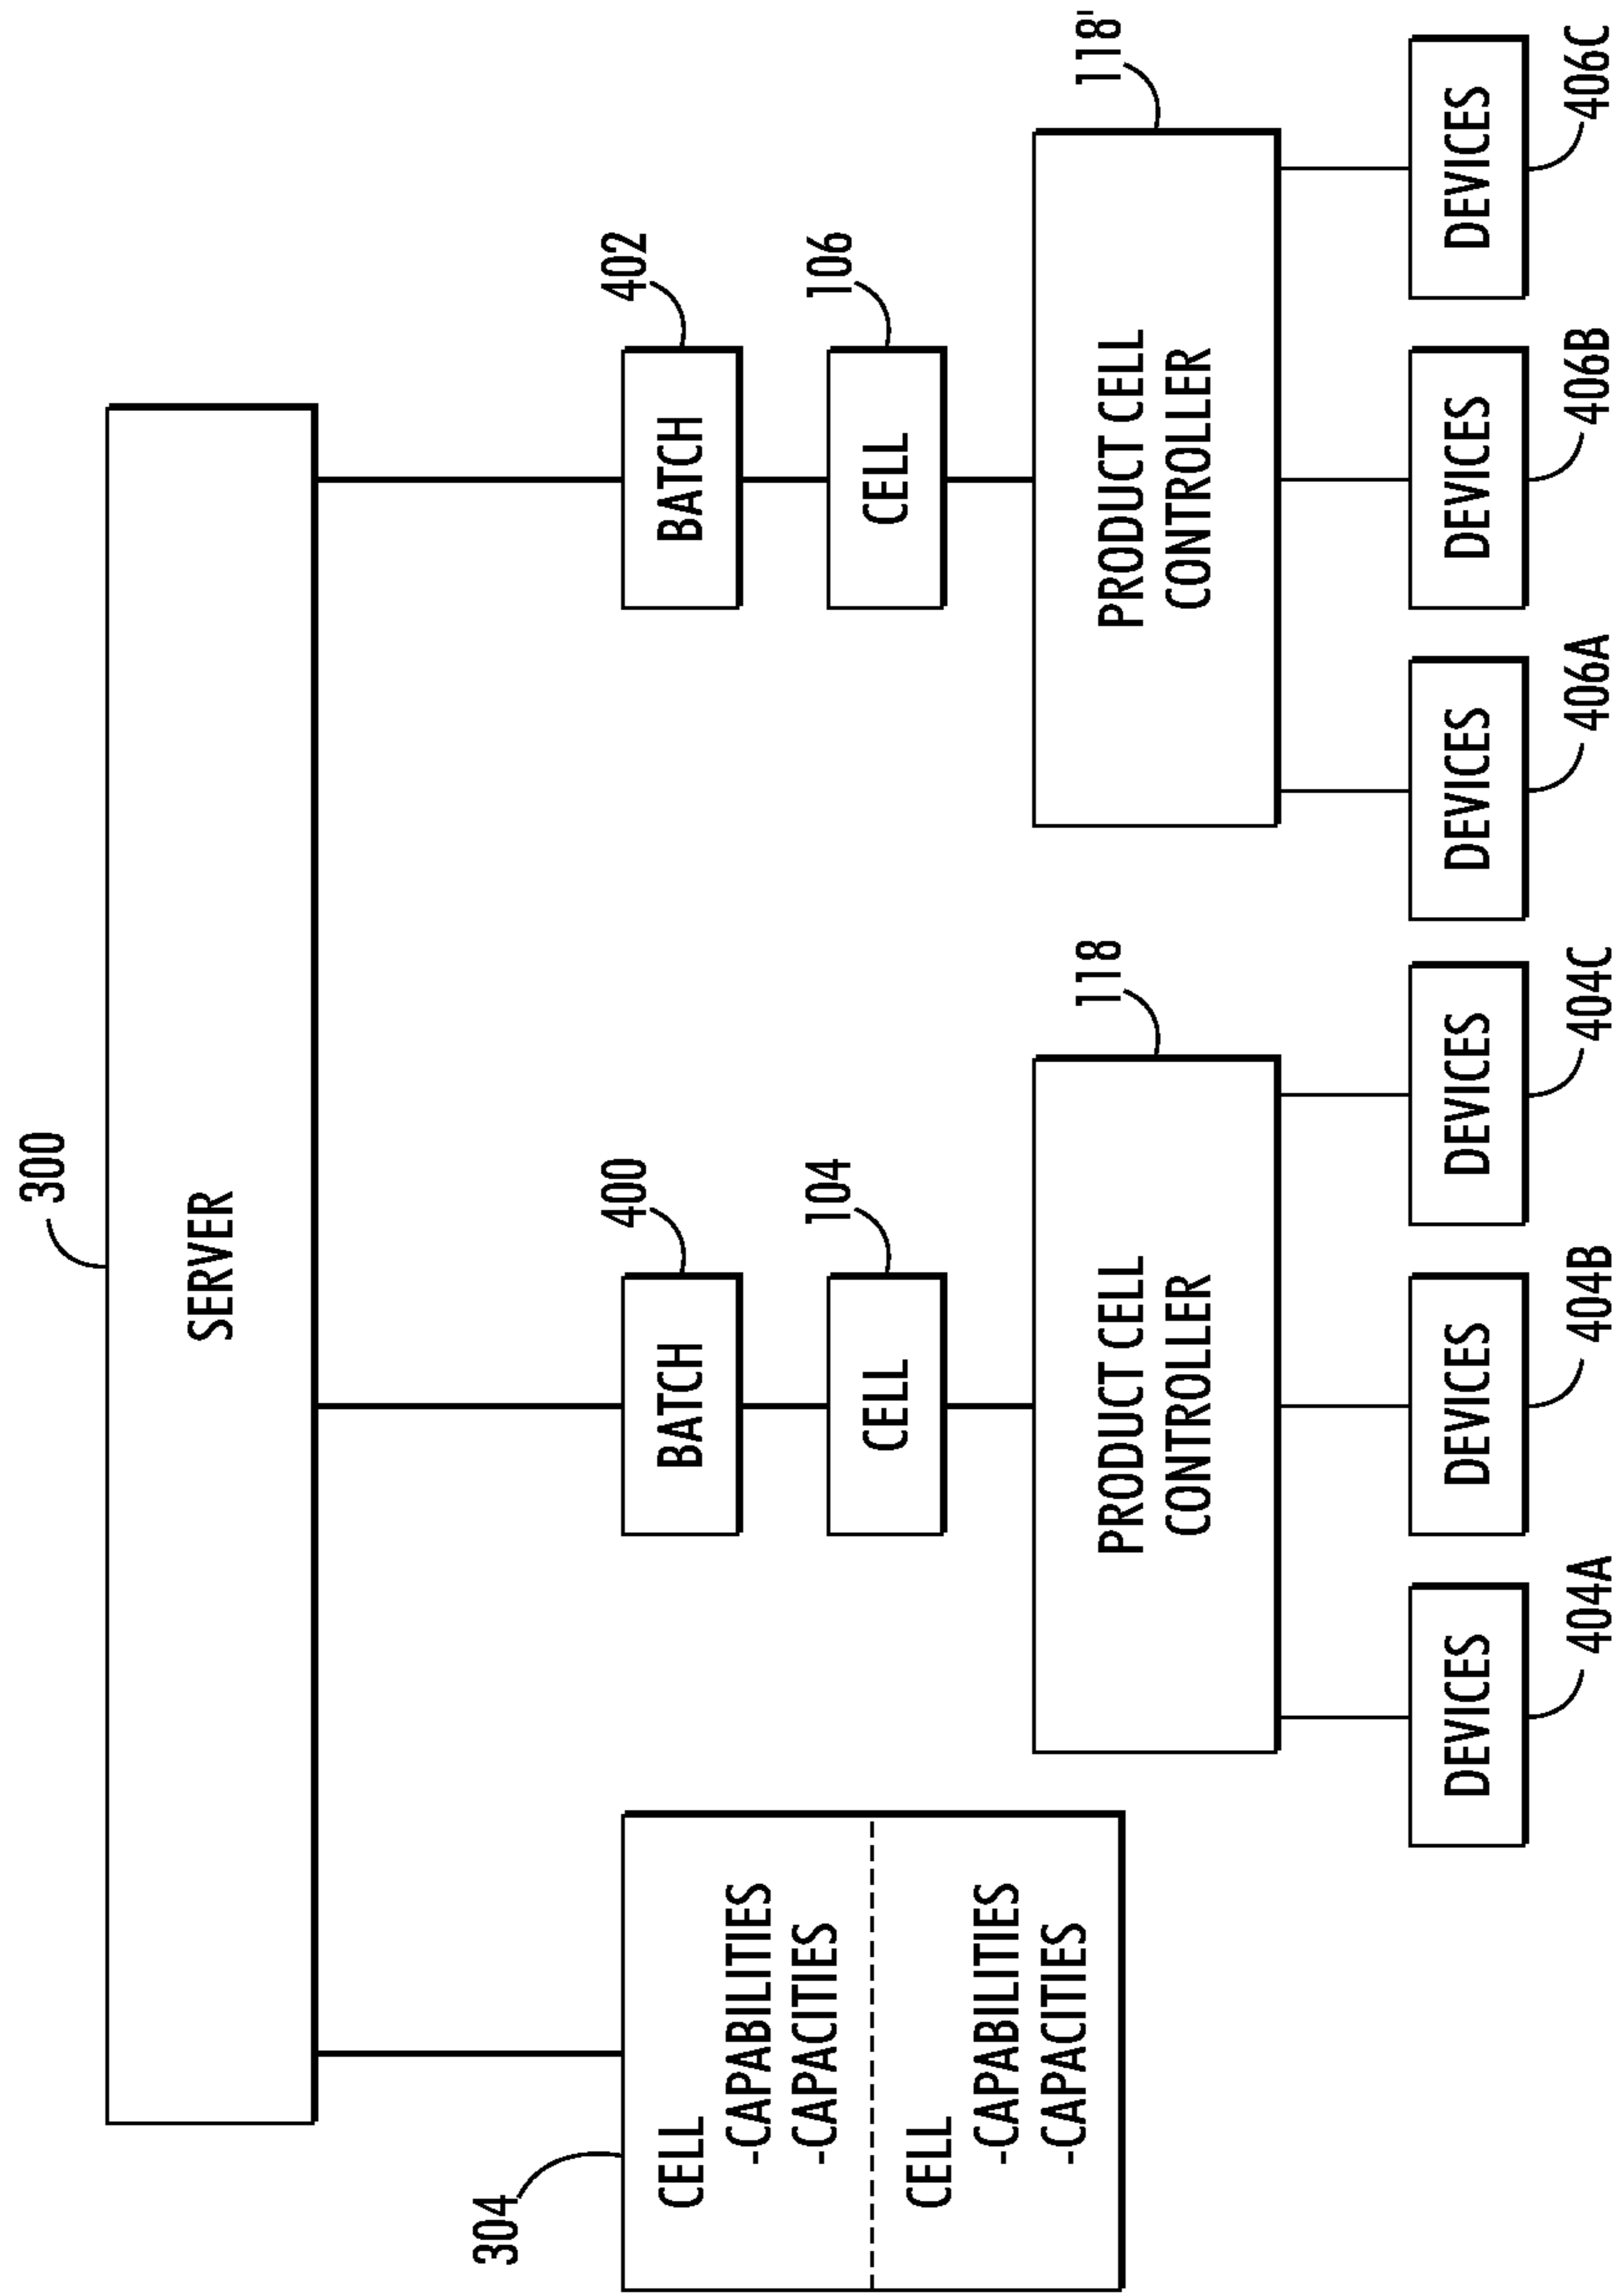 300
SERVER
304
CELL
-CAPABILITIES
-CAPACITIES
CELL
-CAPABILITIES
-CAPACITIES
400
BATCH
104
CELL
118
PRODUCT CELL
CONTROLLER
DEVICES
404A
DEVICES
404B
DEVICES
404C
402
BATCH
106
CELL
118'
PRODUCT CELL
CONTROLLER
DEVICES
406A
DEVICES
406B
DEVICES
406C